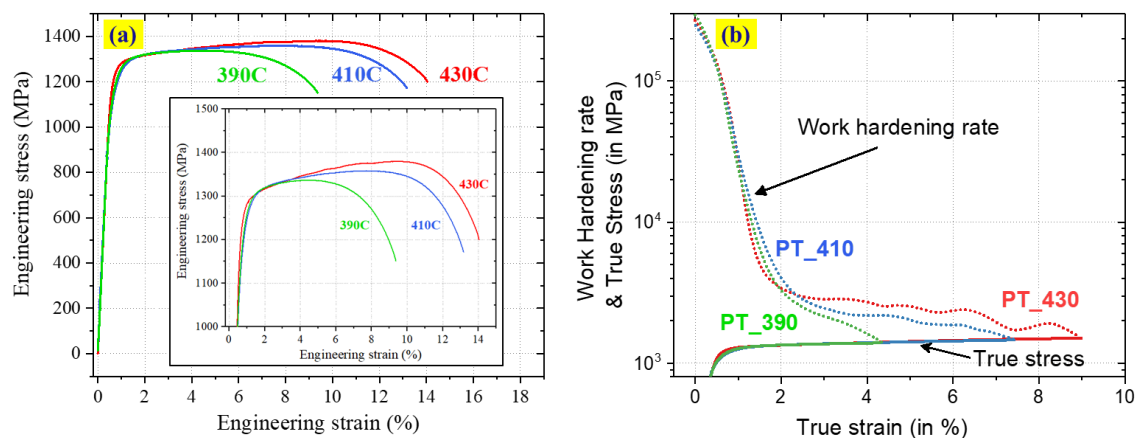 (a)
Engineering stress (MPa)
1400
1200
1000
800
600
400
200
0
0 2 4 6 8 10 12 14 16 18
Engineering strain (%)
390C
410C
430C
1500
1400
1300
1200
1100
1000
Engineering stress (MPa)
0 2 4 6 8 10 12 14
Engineering strain (%)
430C
390C
410C
(b)
Work Hardening rate
& True Stress (in MPa)
10⁵
10⁴
10³
Work hardening rate
PT_410
PT_430
PT_390
True stress
0 2 4 6 8 10
True strain (in %)